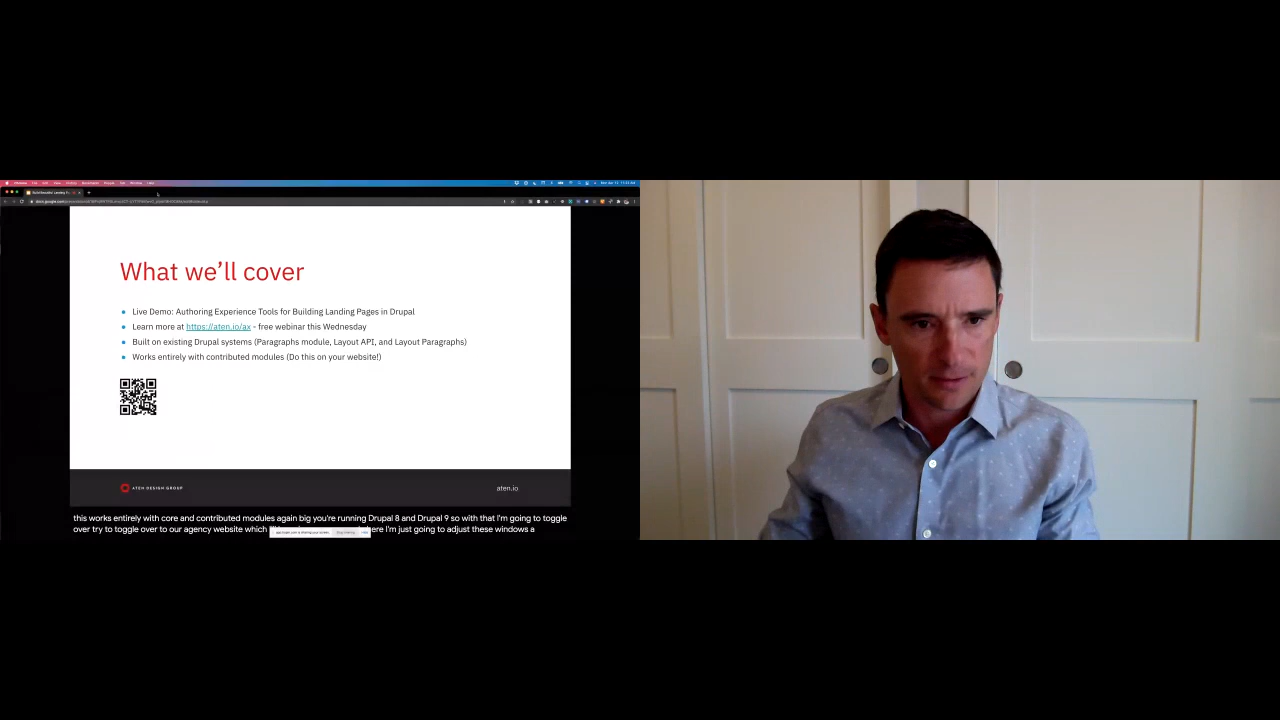 What we'll cover
Live Demo: Authoring Experience Tools for Building Landing Pages in Drupal
Learn more at https://aten.io/ax - free webinar this Wednesday
Built on existing Drupal systems (Paragraphs module, Layout API, and Layout Paragraphs)
Works entirely with contributed modules (Do this on your website!)
ATEN DESIGN GROUP
aten.io
this works entirely with core and contributed modules again big you're running Drupal 8 and Drupal 9 so with that I'm going to toggle
over try to toggle over to our agency website which here I'm just going to adjust these windows a